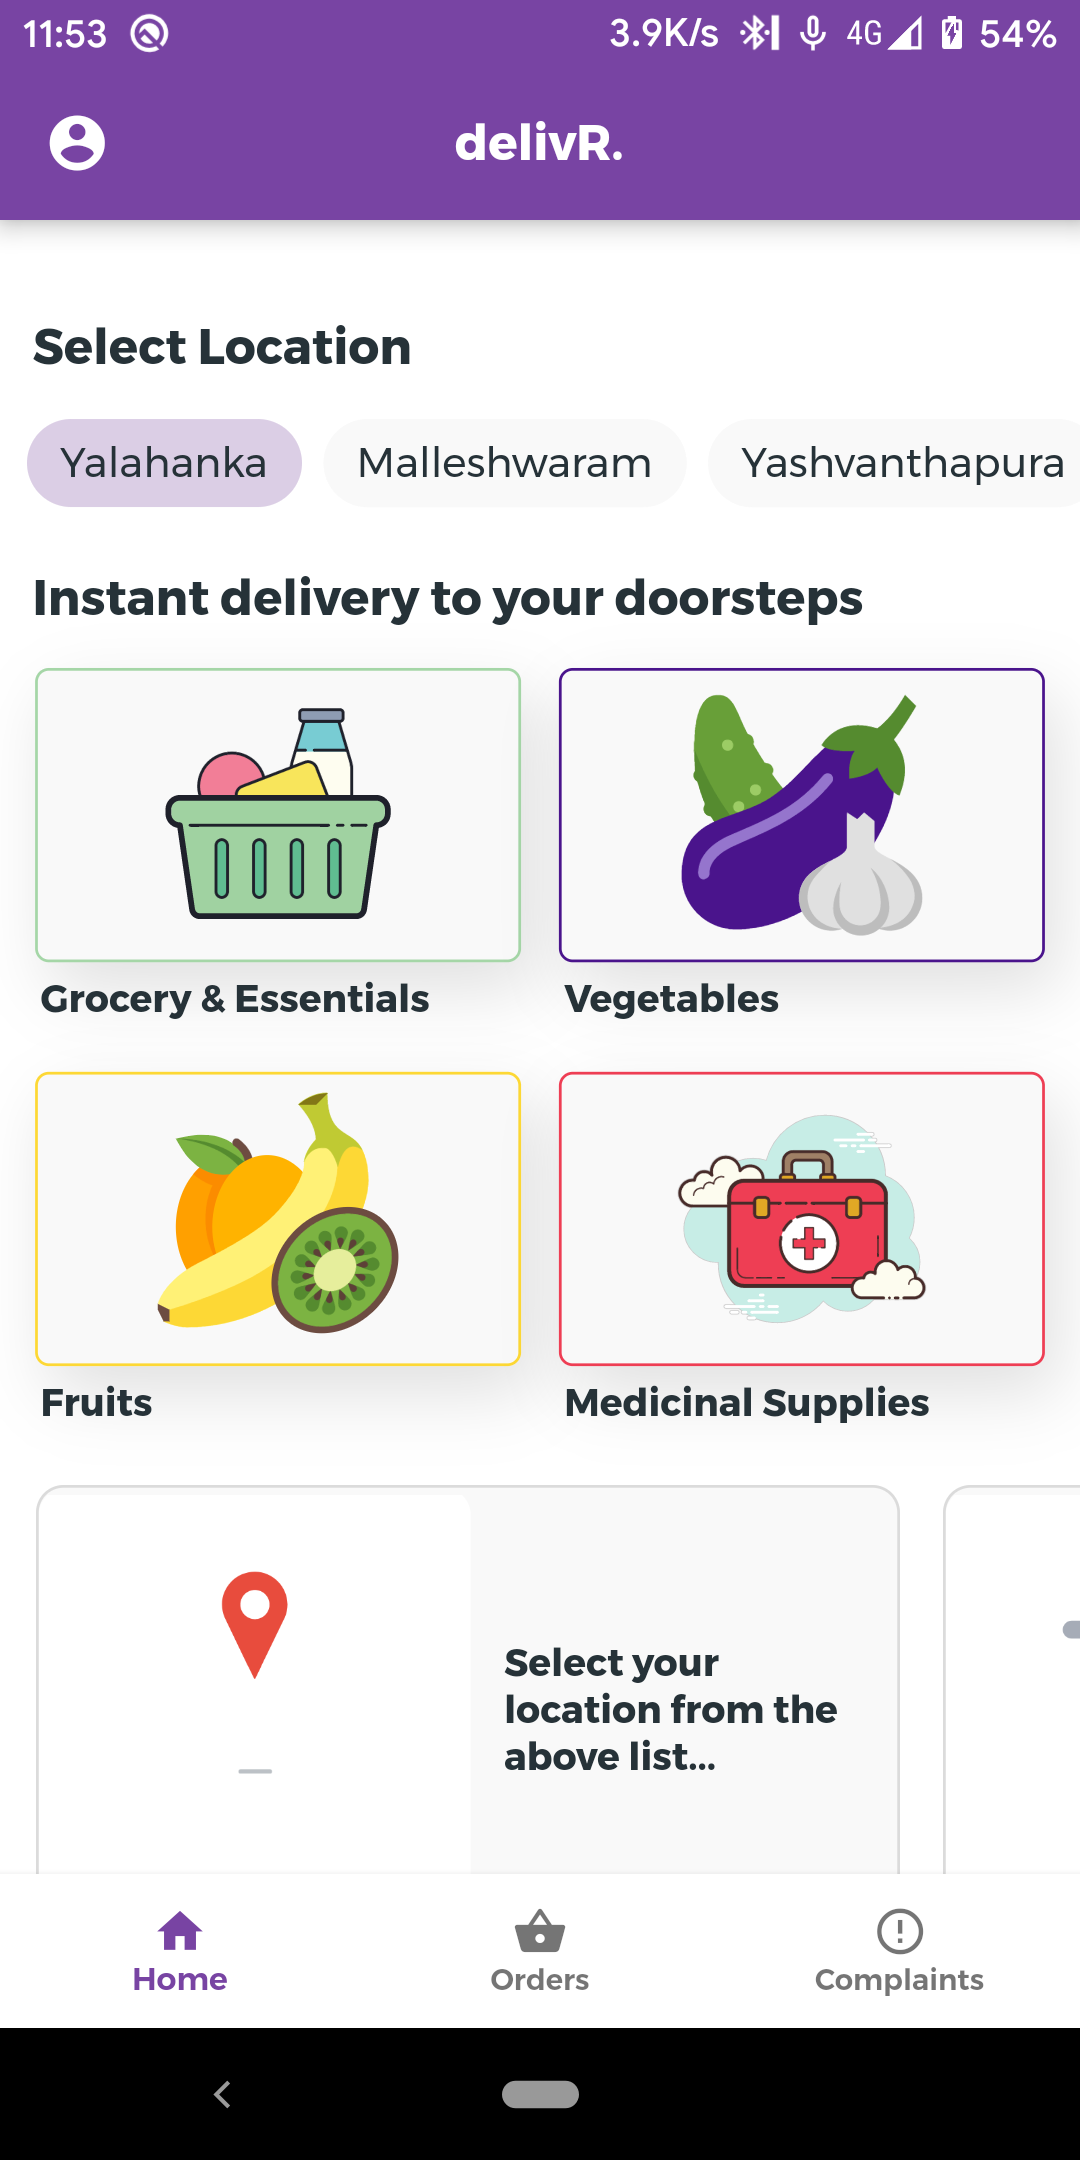 11:53 3.9K/s 4G 54%
delivR.
Select Location
Yalahanka Malleshwaram Yashvanthapura
Instant delivery to your doorsteps
Grocery & Essentials Vegetables
Fruits Medicinal Supplies
Select your
location from the
above list...
Home Orders Complaints